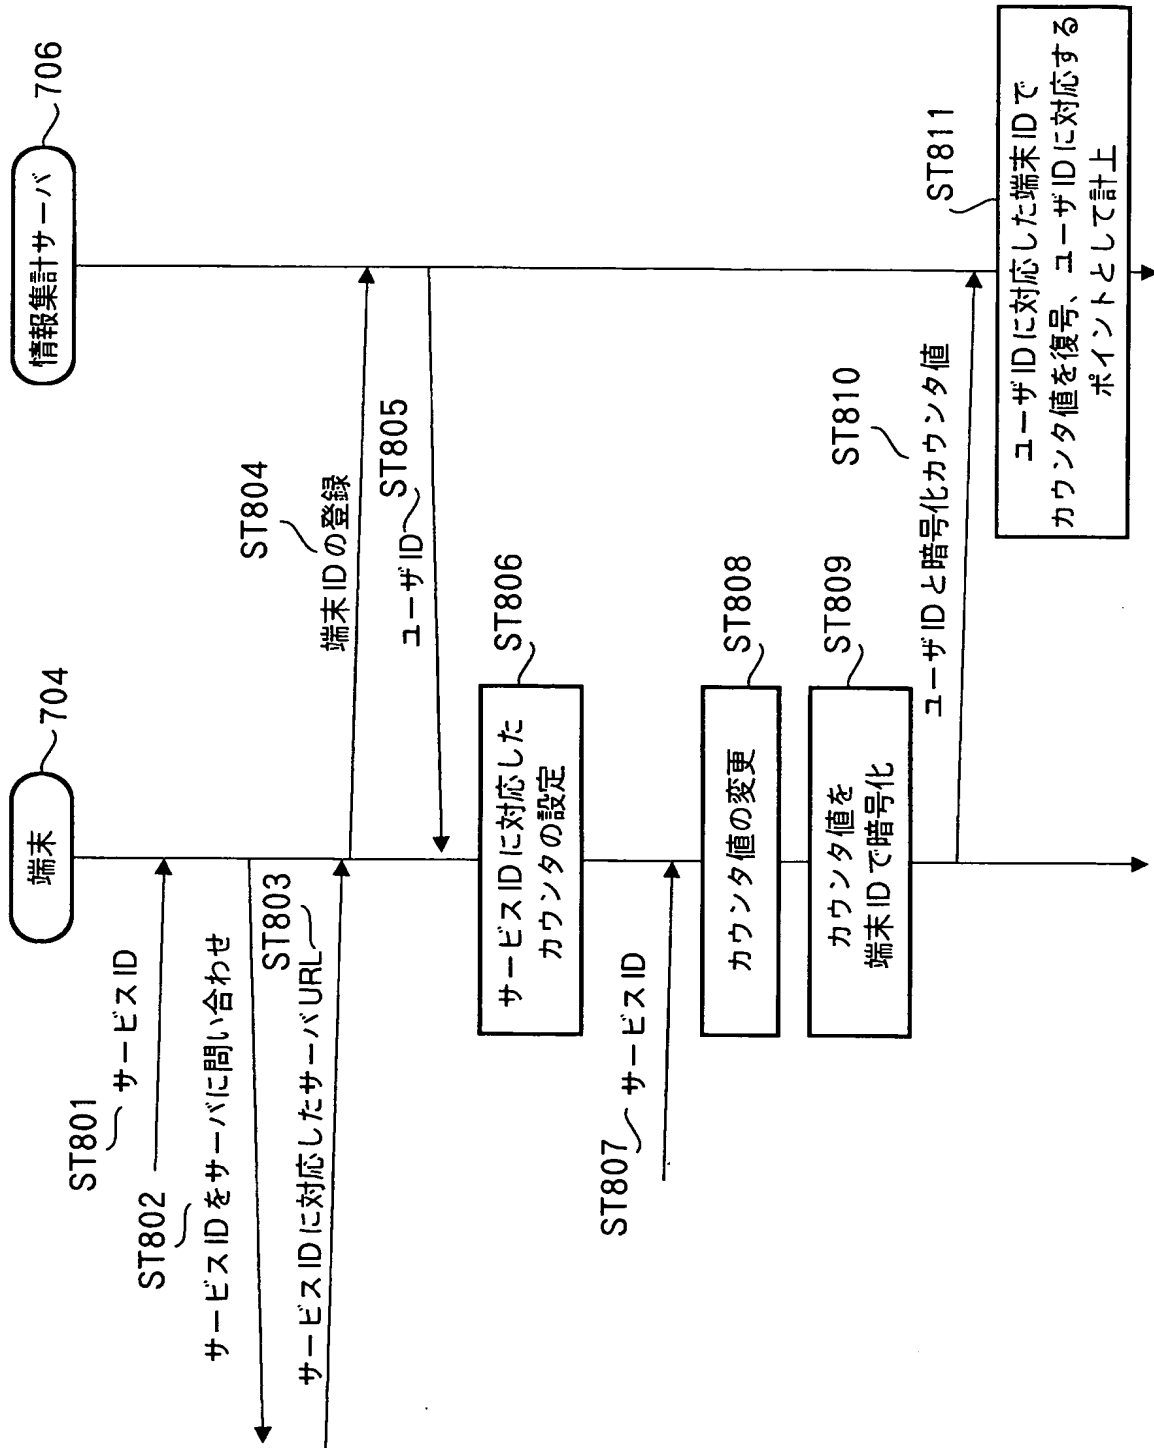 端末
704
情報集計サーバ
706
ST801
サービスID
ST802
サービスIDをサーバに問い合わせ
ST803
サービスIDに対応したサーバURL
ST804
端末IDの登録
ST805
ユーザID
ST806
サービスIDに対応した
カウンタの設定
ST807
サービスID
ST808
カウンタ値の変更
ST809
カウンタ値を
端末IDで暗号化
ST810
ユーザIDと暗号化カウンタ値
ST811
ユーザIDに対応した端末IDで
カウンタ値を復号、ユーザIDに対応する
ポイントとして計上